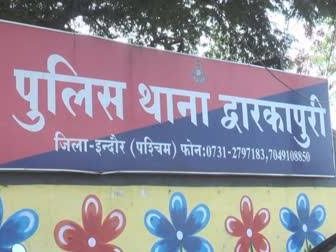 पुलिस थाना द्वारकापुरी
जिला-इन्दौर (पश्चिम) फोन:0731-2797183,7049108850